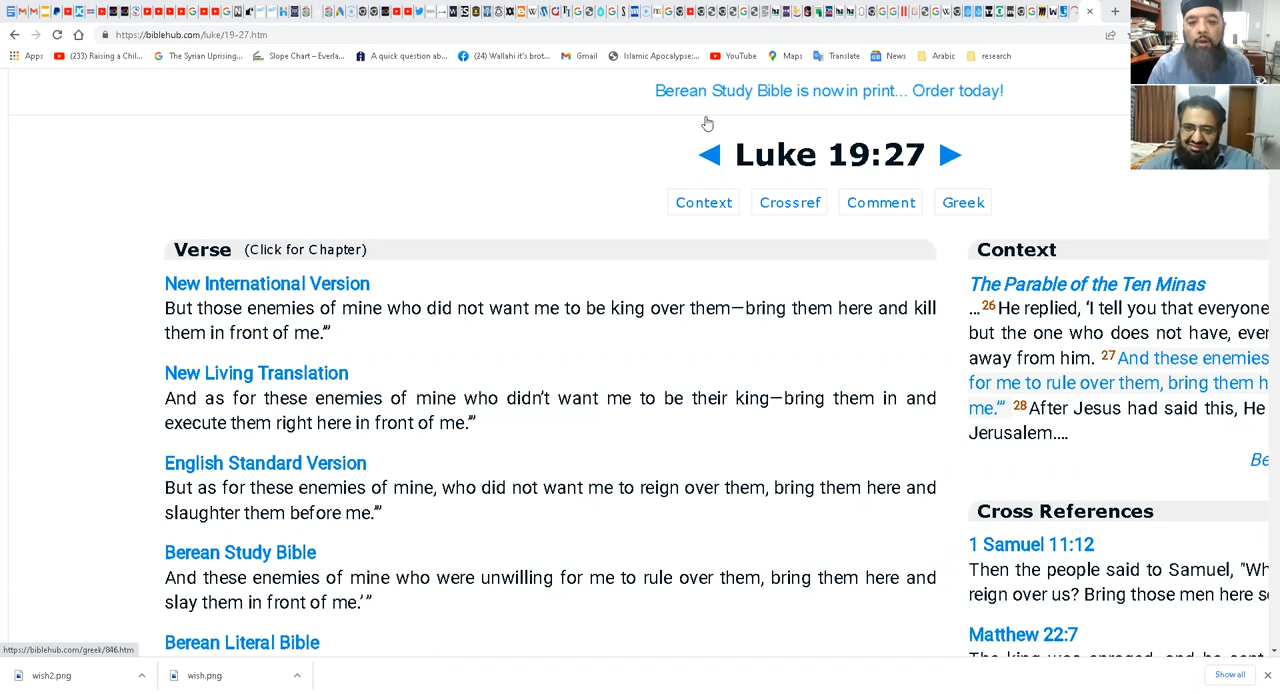 https://biblehub.com/luke/19-27.htm
Apps
(233) Raising a Chil...
The Syrian Uprising...
Slope Chart – Everla...
A quick question ab...
(24) Wallahi it's brot...
Gmail
Islamic Apocalypse:...
YouTube
Maps
Translate
News
Arabic
research
Berean Study Bible is now in print... Order today!
Luke 19:27
Context
Crossref
Comment
Greek
Verse (Click for Chapter)
New International Version
But those enemies of mine who did not want me to be king over them—bring them here and kill
them in front of me.'”
New Living Translation
And as for these enemies of mine who didn't want me to be their king—bring them in and
execute them right here in front of me.'”
English Standard Version
But as for these enemies of mine, who did not want me to reign over them, bring them here and
slaughter them before me.'”
Berean Study Bible
And these enemies of mine who were unwilling for me to rule over them, bring them here and
slay them in front of me.' ”
Berean Literal Bible
Context
The Parable of the Ten Minas
…26He replied, ‘I tell you that everyone
but the one who does not have, ever
away from him. 27And these enemies
for me to rule over them, bring them h
me.’” 28After Jesus had said this, He
Jerusalem.…
Be
Cross References
1 Samuel 11:12
Then the people said to Samuel, "Wh
reign over us? Bring those men here s
Matthew 22:7
The king was enraged, and he sent
https://biblehub.com/greek/846.htm
wish2.png
wish.png
Show all